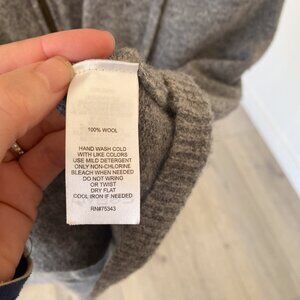 100% WOOL
HAND WASH COLD
WITH LIKE COLORS
USE MILD DETERGENT
ONLY NON-CHLORINE
BLEACH WHEN NEEDED
DO NOT WRING
OR TWIST
DRY FLAT
COOL IRON IF NEEDED
RN#75343